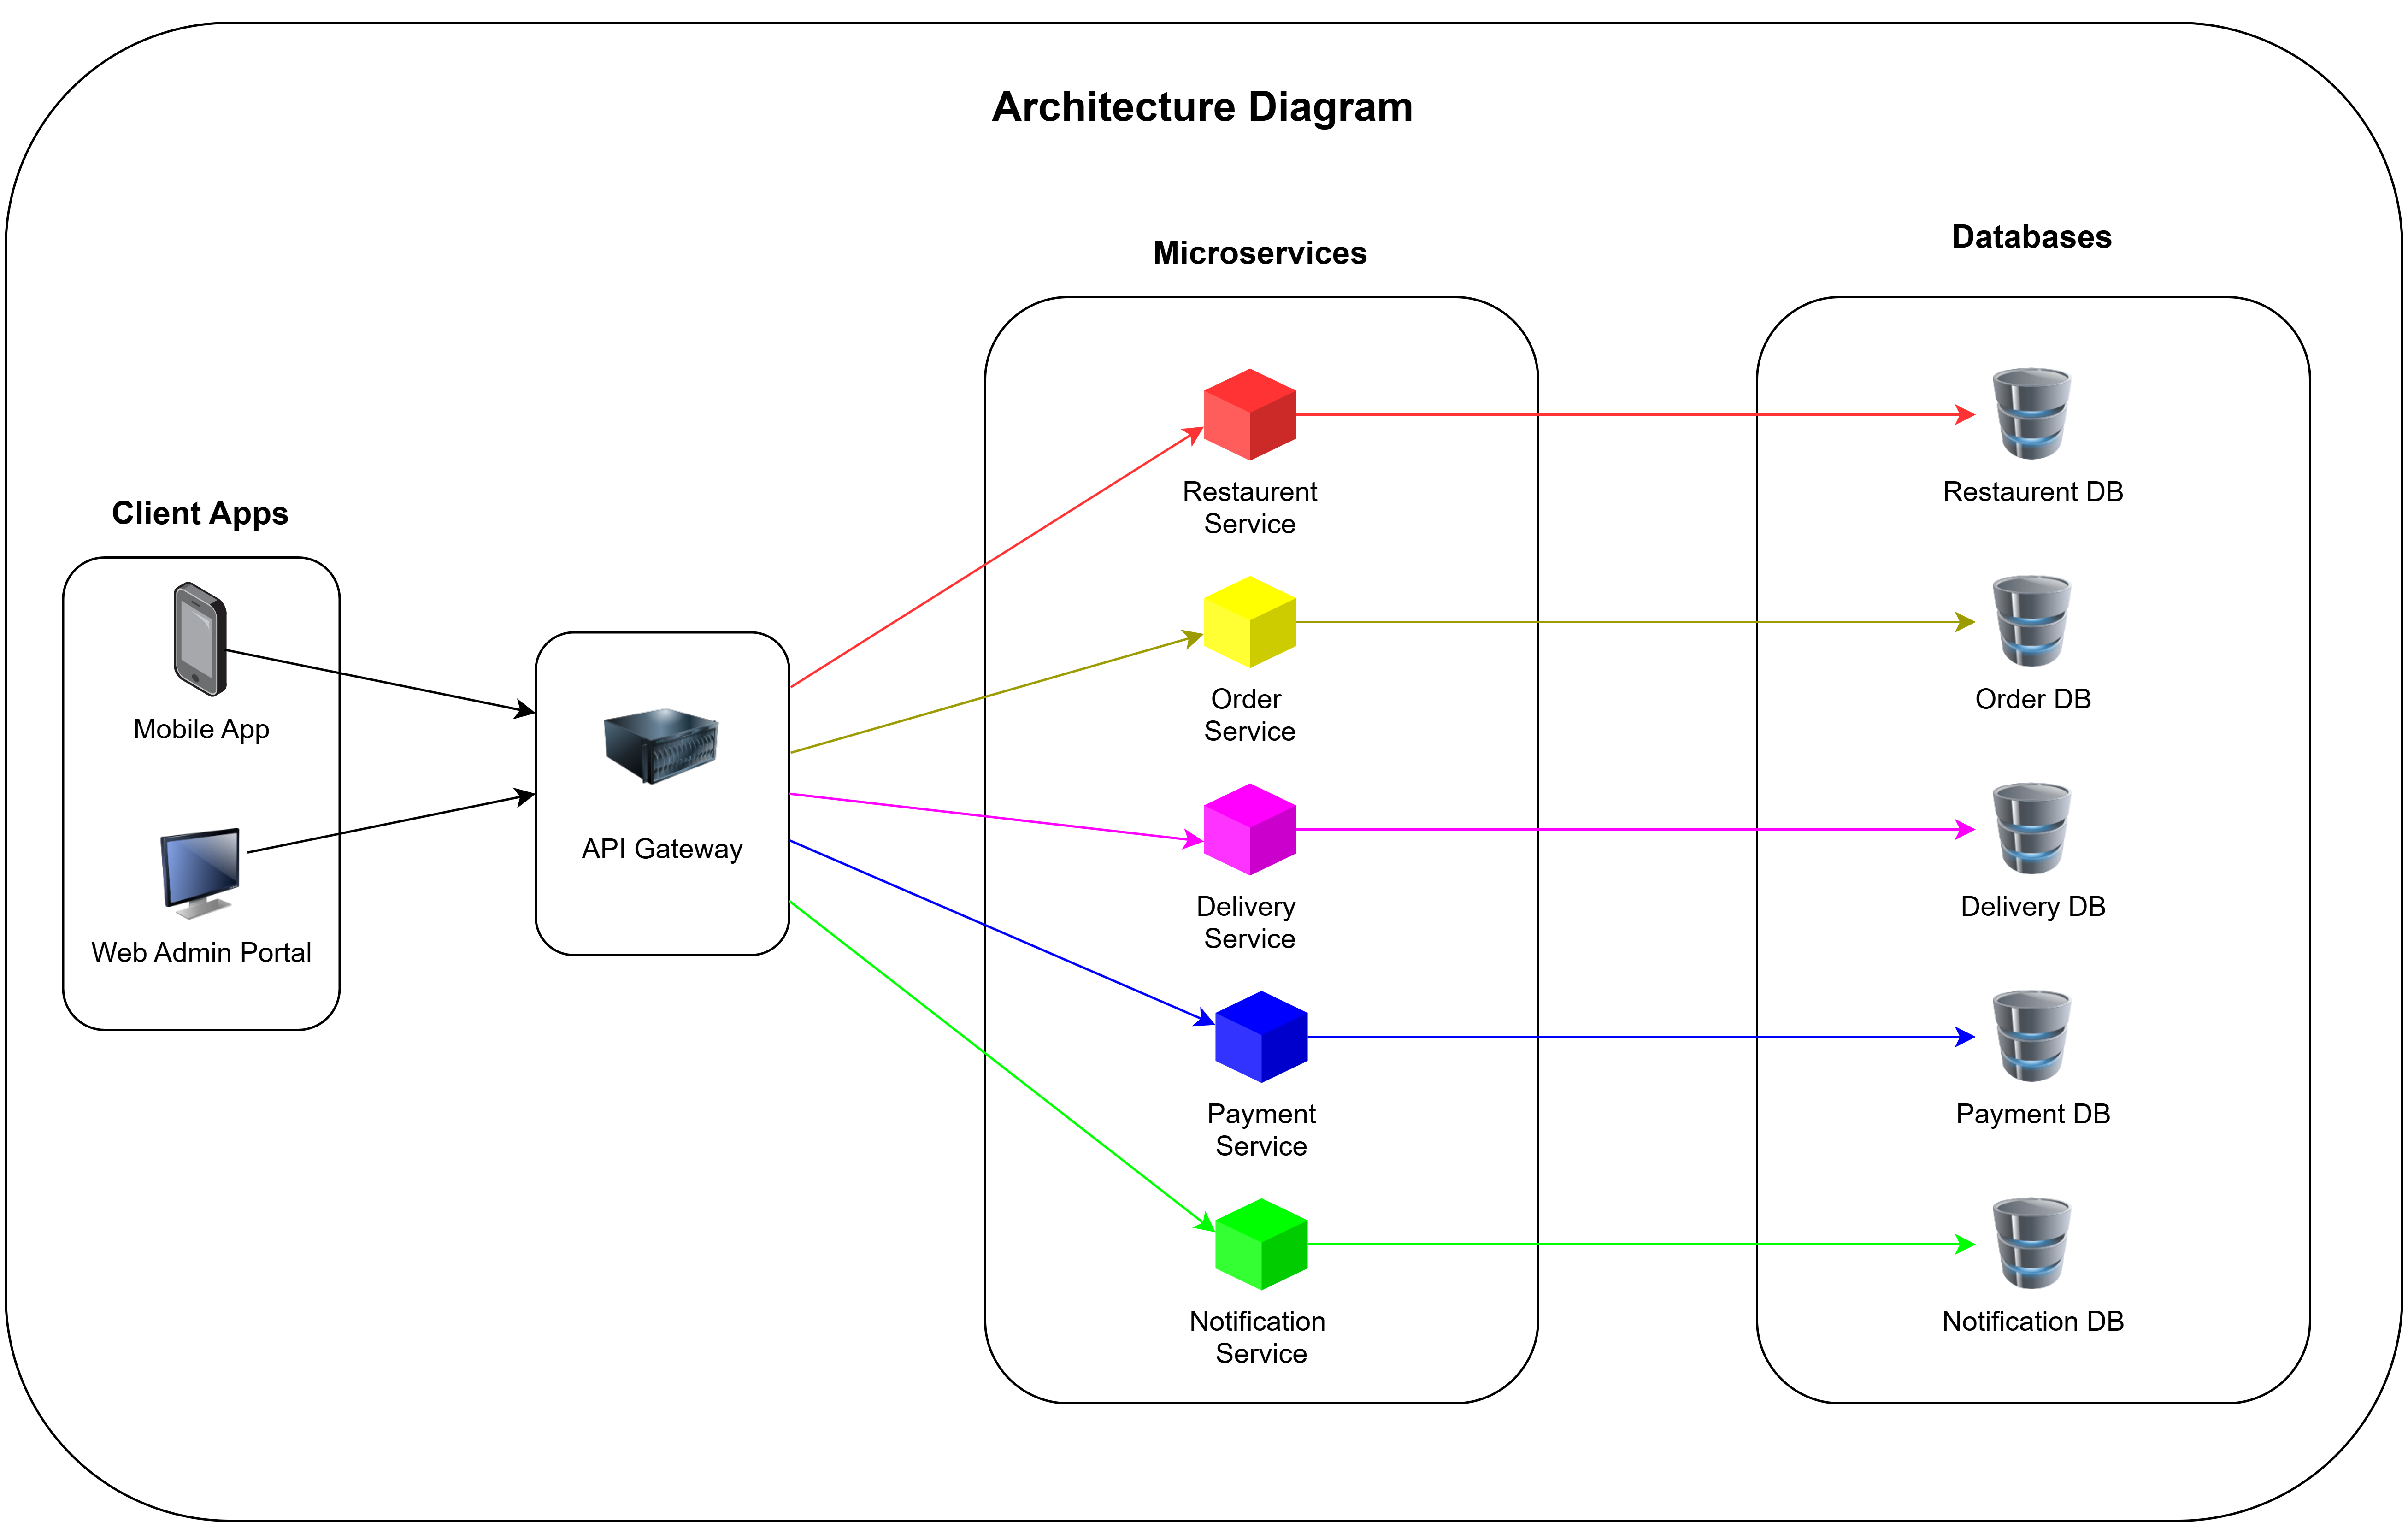 Architecture Diagram
Client Apps
Mobile App
Web Admin Portal
API Gateway
Microservices
Restaurent
Service
Order
Service
Delivery
Service
Payment
Service
Notification
Service
Databases
Restaurent DB
Order DB
Delivery DB
Payment DB
Notification DB